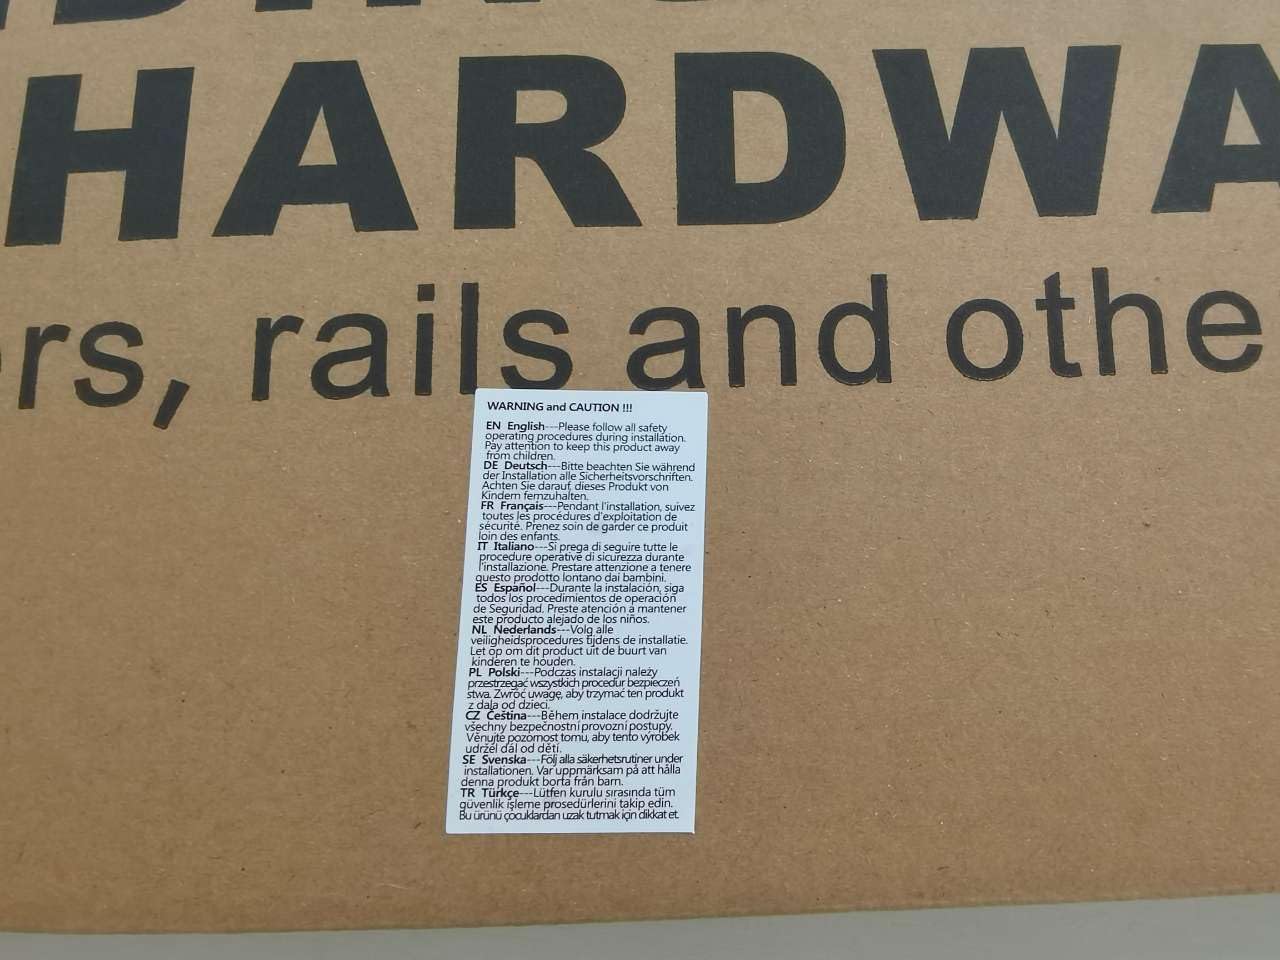 HARDWA
ers, rails and othe
WARNING and CAUTION !!!
EN English---Please follow all safety
operating procedures during installation.
Pay attention to keep this product away
from children.
DE Deutsch---Bitte beachten Sie während
der Installation alle Sicherheitsvorschriften.
Achten Sie darauf, dieses Produkt von
Kindern fernzuhalten.
FR Français---Pendant l'installation, suivez
toutes les procédures d'exploitation de
sécurité. Prenez soin de garder ce produit
loin des enfants.
IT Italiano---Si prega di seguire tutte le
procedure operative di sicurezza durante
l'installazione. Prestare attenzione a tenere
questo prodotto lontano dai bambini.
ES Español---Durante la instalación, siga
todos los procedimientos de operación
de Seguridad. Preste atención a mantener
este producto alejado de los niños.
NL Nederlands---Volg alle
veiligheidsprocedures tijdens de installatie.
Let op om dit product uit de buurt van
kinderen te houden.
PL Polski---Podczas instalacji należy
przestrzegać wszystkich procedur bezpieczeń
stwa. Zwróć uwagę, aby trzymać ten produkt
z dala od dzieci.
CZ Čeština---Během instalace dodržujte
všechny bezpečnostní provozní postupy.
Věnujte pozornost tomu, aby tento výrobek
udržel dál od dětí.
SE Svenska---Följ alla säkerhetsrutiner under
installationen. Var uppmärksam på att hålla
denna produkt borta från barn.
TR Türkçe---Lütfen kurulu sırasında tüm
güvenlik işleme prosedürlerini takip edin.
Bu ürünü çocuklardan uzak tutmak için dikkat et.